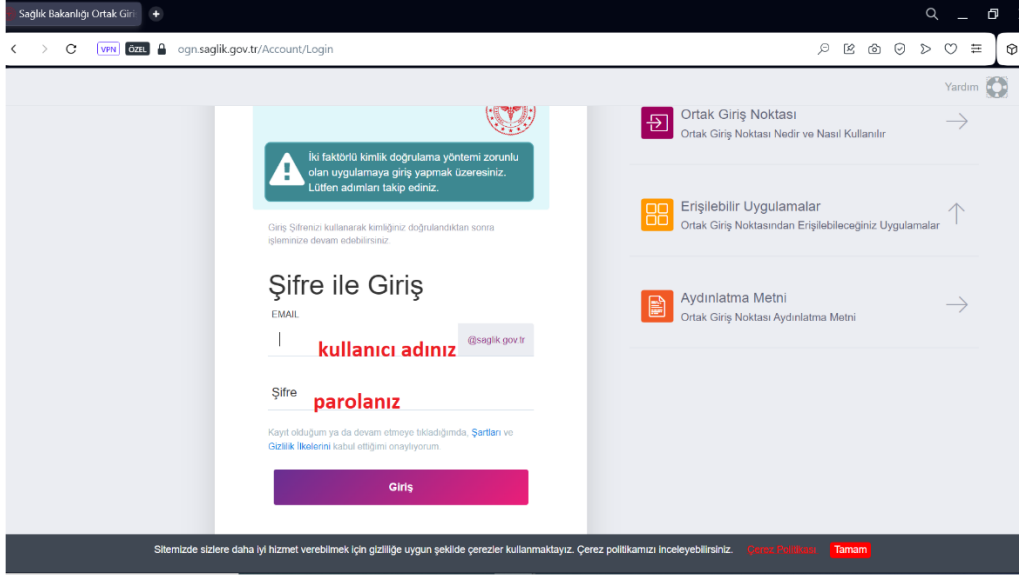 Sağlık Bakanlığı Ortak Giri
VPN ÖZEL ogn.saglik.gov.tr/Account/Login
Yardım
İki faktörlü kimlik doğrulama yöntemi zorunlu
olan uygulamaya giriş yapmak üzeresiniz.
Lütfen adımları takip ediniz.
Giriş Şifrenizi kullanarak kimliğiniz doğrulandıktan sonra
işleminize devam edebilirsiniz.
Şifre ile Giriş
EMAIL
kullanıcı adınız @saglik.gov.tr
Şifre
parolanız
Kayıt olduğum ya da devam etmeye tıkladığımda, Şartları ve
Gizlilik İlkelerini kabul ettiğimi onaylıyorum.
Giriş
Ortak Giriş Noktası
Ortak Giriş Noktası Nedir ve Nasıl Kullanılır
Erişilebilir Uygulamalar
Ortak Giriş Noktasından Erişilebileceğiniz Uygulamalar
Aydınlatma Metni
Ortak Giriş Noktası Aydınlatma Metni
Sitemizde sizlere daha iyi hizmet verebilmek için gizliliğe uygun şekilde çerezler kullanmaktayız. Çerez politikamızı inceleyebilirsiniz. Çerez Politikası Tamam